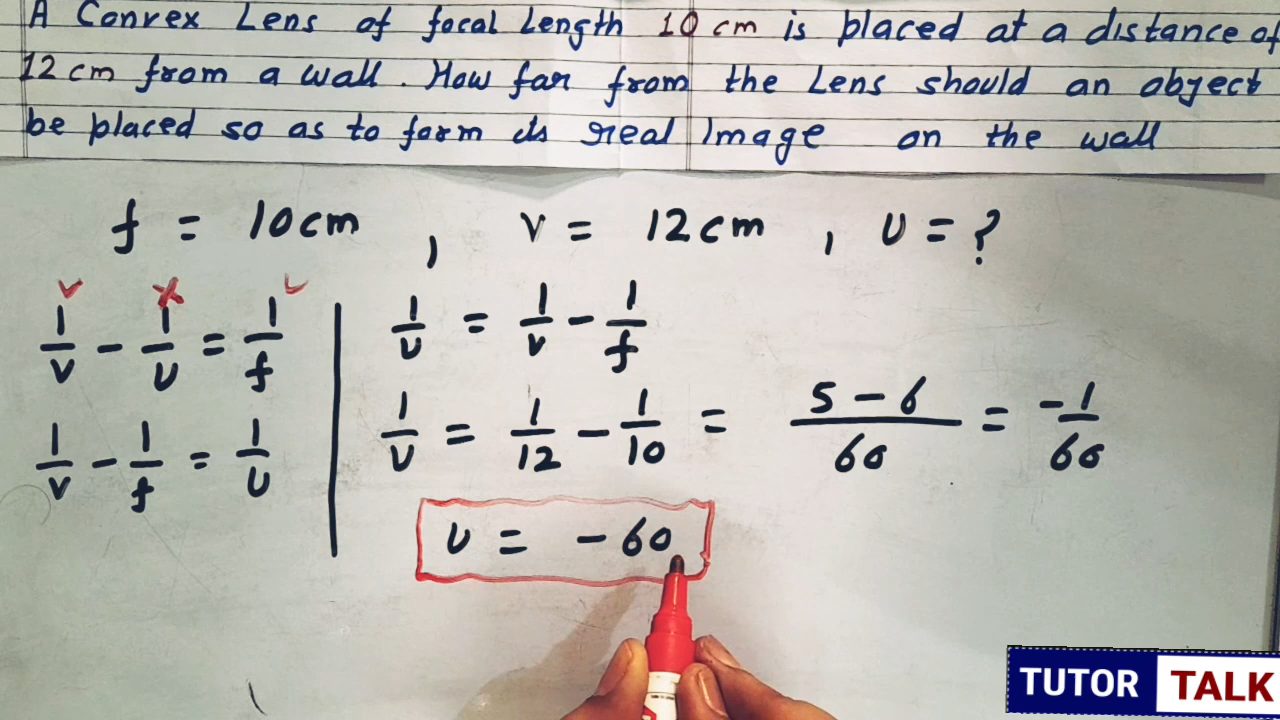 A Convex Lens of focal Length 10 cm is placed at a distance of
12 cm from a wall. How far from the Lens should an object
be placed so as to form its real Image on the wall
f = 10cm , v = 12cm , u = ?
1/v - 1/u = 1/f
1/v - 1/f = 1/u
1/u = 1/v - 1/f
1/u = 1/12 - 1/10 = 5 - 6/60 = -1/60
u = -60
TUTOR TALK